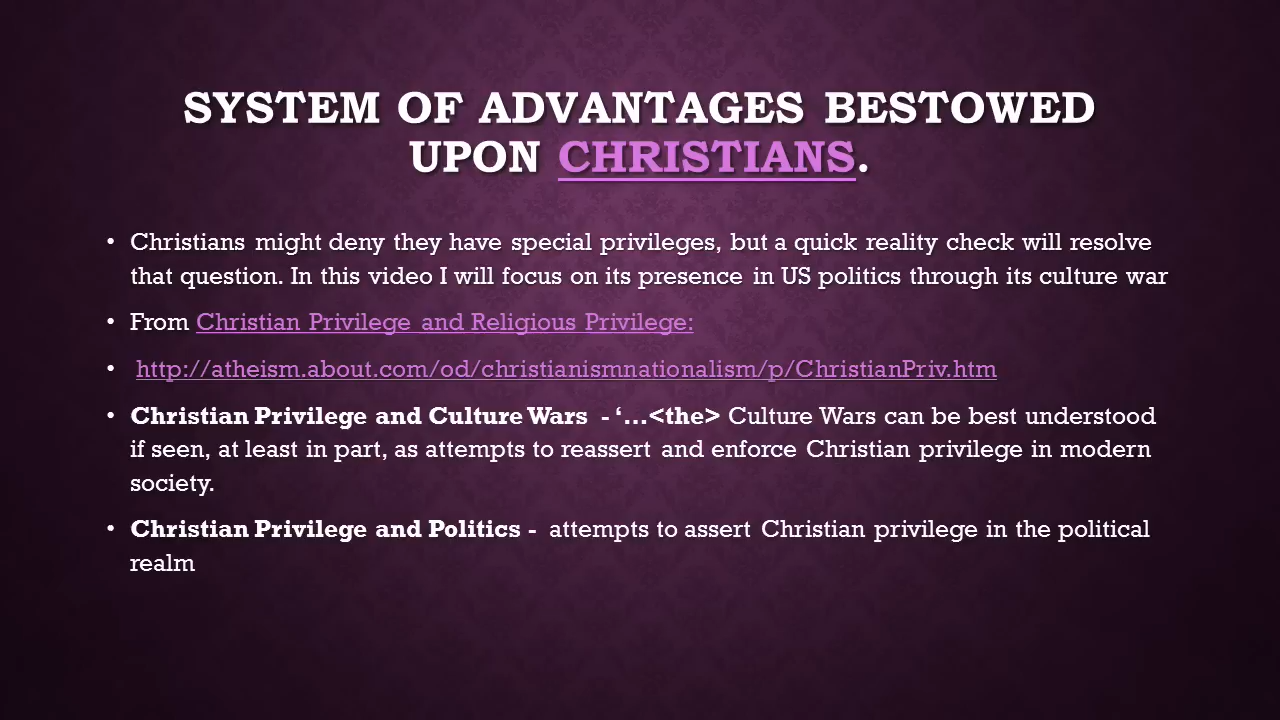 SYSTEM OF ADVANTAGES BESTOWED
UPON CHRISTIANS.
• Christians might deny they have special privileges, but a quick reality check will resolve
that question. In this video I will focus on its presence in US politics through its culture war
• From Christian Privilege and Religious Privilege:
• http://atheism.about.com/od/christianismnationalism/p/ChristianPriv.htm
• Christian Privilege and Culture Wars - ‘…<the> Culture Wars can be best understood
if seen, at least in part, as attempts to reassert and enforce Christian privilege in modern
society.
• Christian Privilege and Politics - attempts to assert Christian privilege in the political
realm